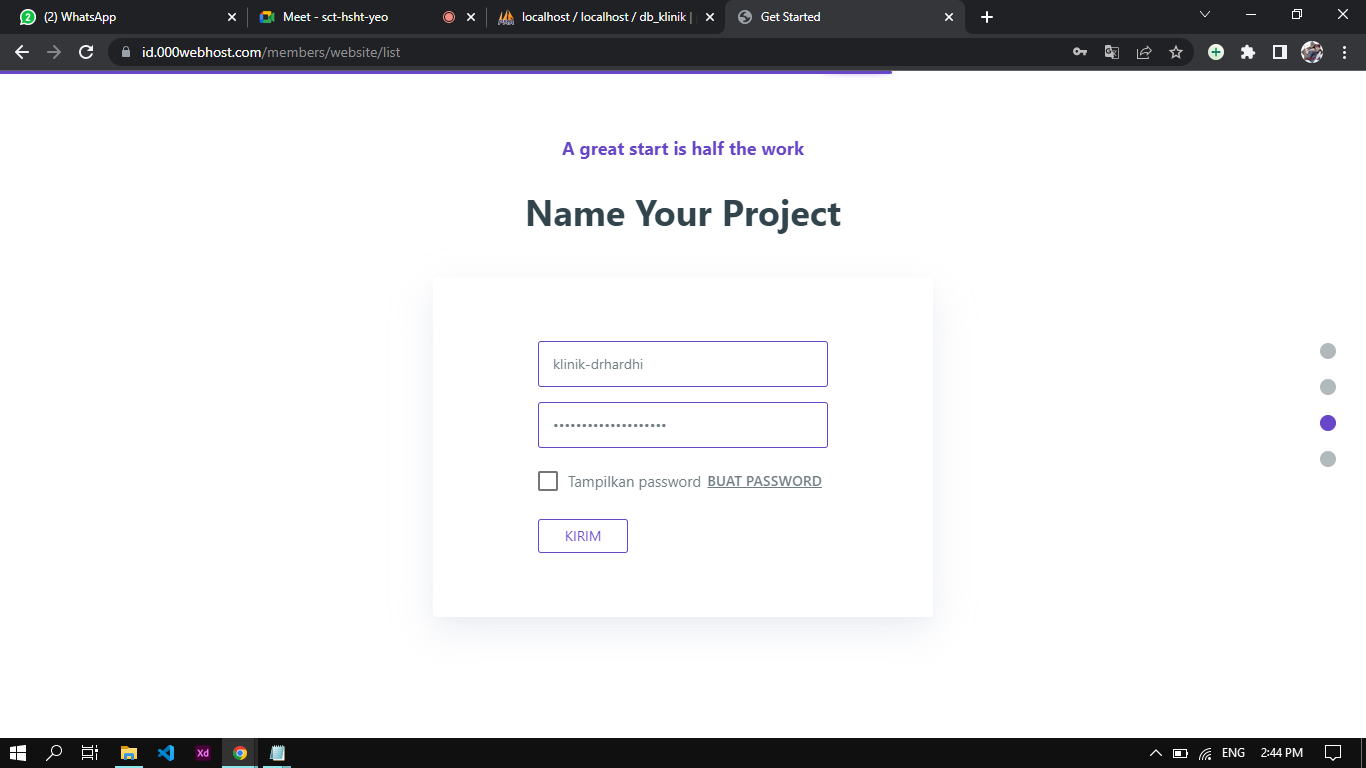 (2) WhatsApp
Meet - sct-hsht-yeo
localhost / localhost / db_klinik |
Get Started
id.000webhost.com/members/website/list
A great start is half the work
Name Your Project
klinik-drhardhi
••••••••••••••••••••
Tampilkan password BUAT PASSWORD
KIRIM
Xd
ENG
2:44 PM